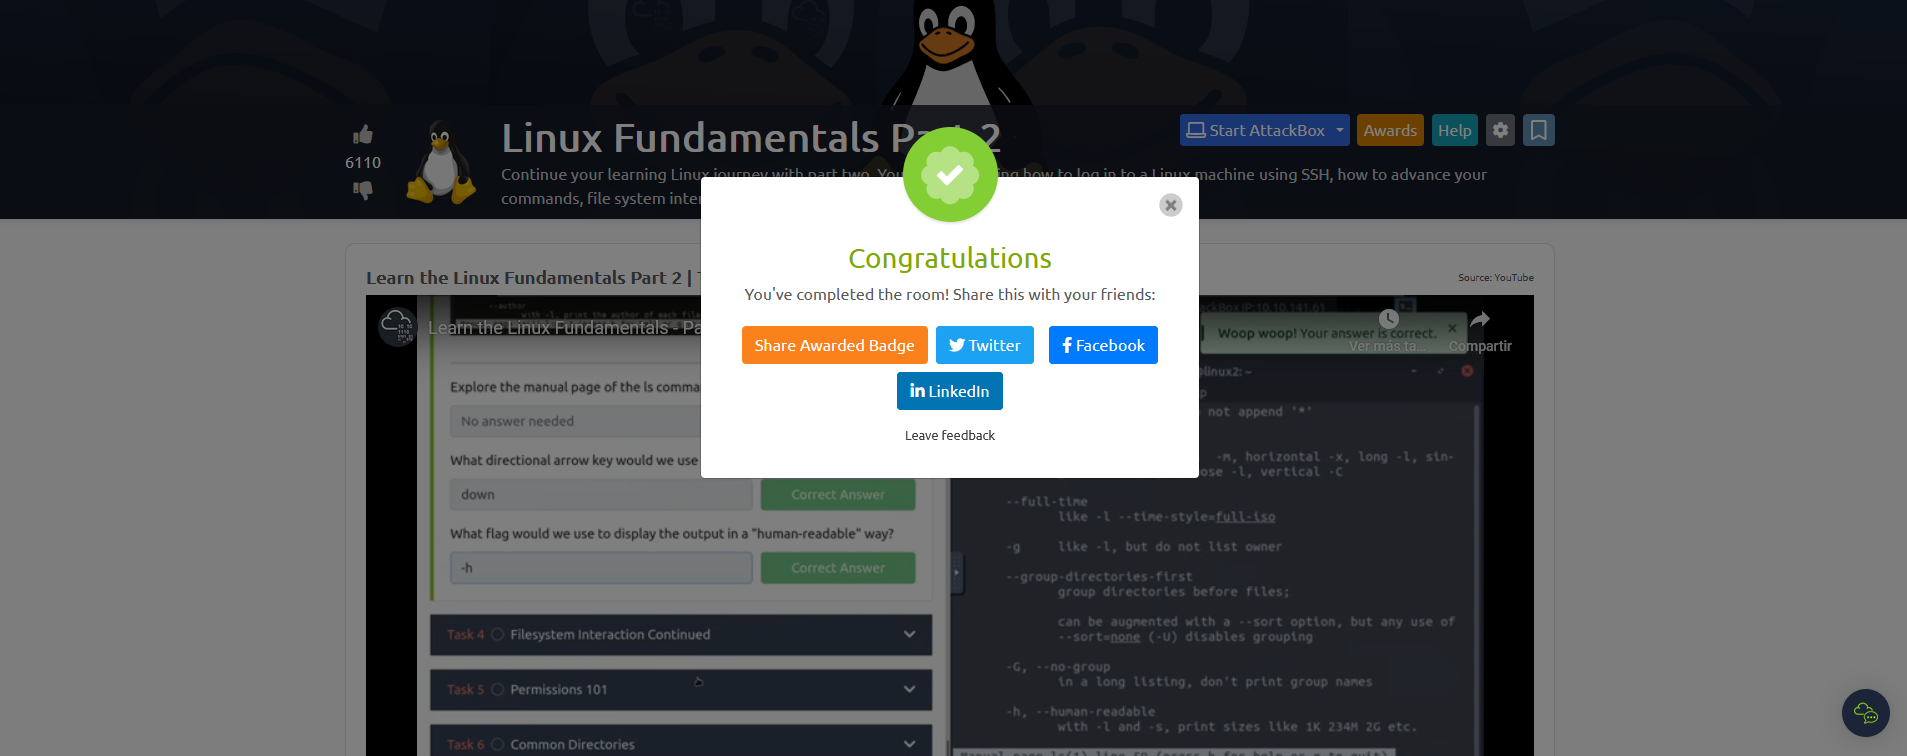 Linux Fundamentals Part 2
6110
Start AttackBox
Awards
Help
Continue your learning Linux journey with part two. You how to log in to a Linux machine using SSH, how to advance your
commands, file system
Congratulations
You've completed the room! Share this with your friends:
Share Awarded Badge
Twitter
Facebook
LinkedIn
Leave feedback
Learn the Linux Fundamentals Part 2 |
Source: YouTube
--author
with -l, print the author of each file
Learn the Linux Fundamentals - Pa
Explore the manual page of the ls comma
No answer needed
What directional arrow key would we use
down
Correct Answer
What flag would we use to display the output in a "human-readable" way?
-h
Correct Answer
Task 4
Filesystem Interaction Continued
Task 5
Permissions 101
Task 6
Common Directories
Woop woop! Your answer is correct.
Ver más ta...
Compartir
linux2: ~
not append '*'
-m, horizontal -x, long -l, sin-
ose -l, vertical -C
--full-time
like -l --time-style=full-iso
-g like -l, but do not list owner
--group-directories-first
group directories before files;
can be augmented with a --sort option, but any use of
--sort=none (-U) disables grouping
-G, --no-group
in a long listing, don't print group names
-h, --human-readable
with -l and -s, print sizes like 1K 234M 2G etc.